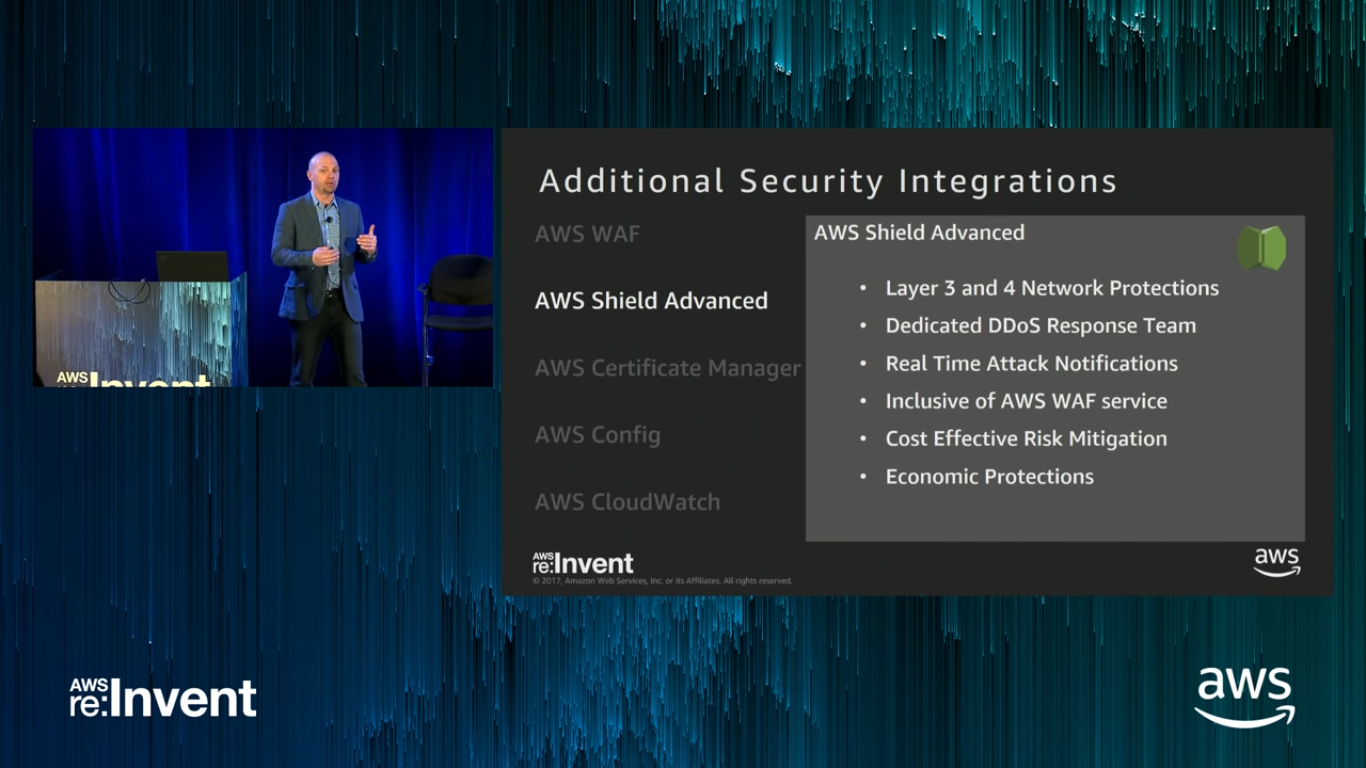 Additional Security Integrations
AWS WAF
AWS Shield Advanced
AWS Certificate Manager
AWS Config
AWS CloudWatch
AWS Shield Advanced
• Layer 3 and 4 Network Protections
• Dedicated DDoS Response Team
• Real Time Attack Notifications
• Inclusive of AWS WAF service
• Cost Effective Risk Mitigation
• Economic Protections
AWS
re:Invent
© 2017, Amazon Web Services, Inc. or its Affiliates. All rights reserved.
aws
AWS
re:Invent
AWS
re:Invent
aws